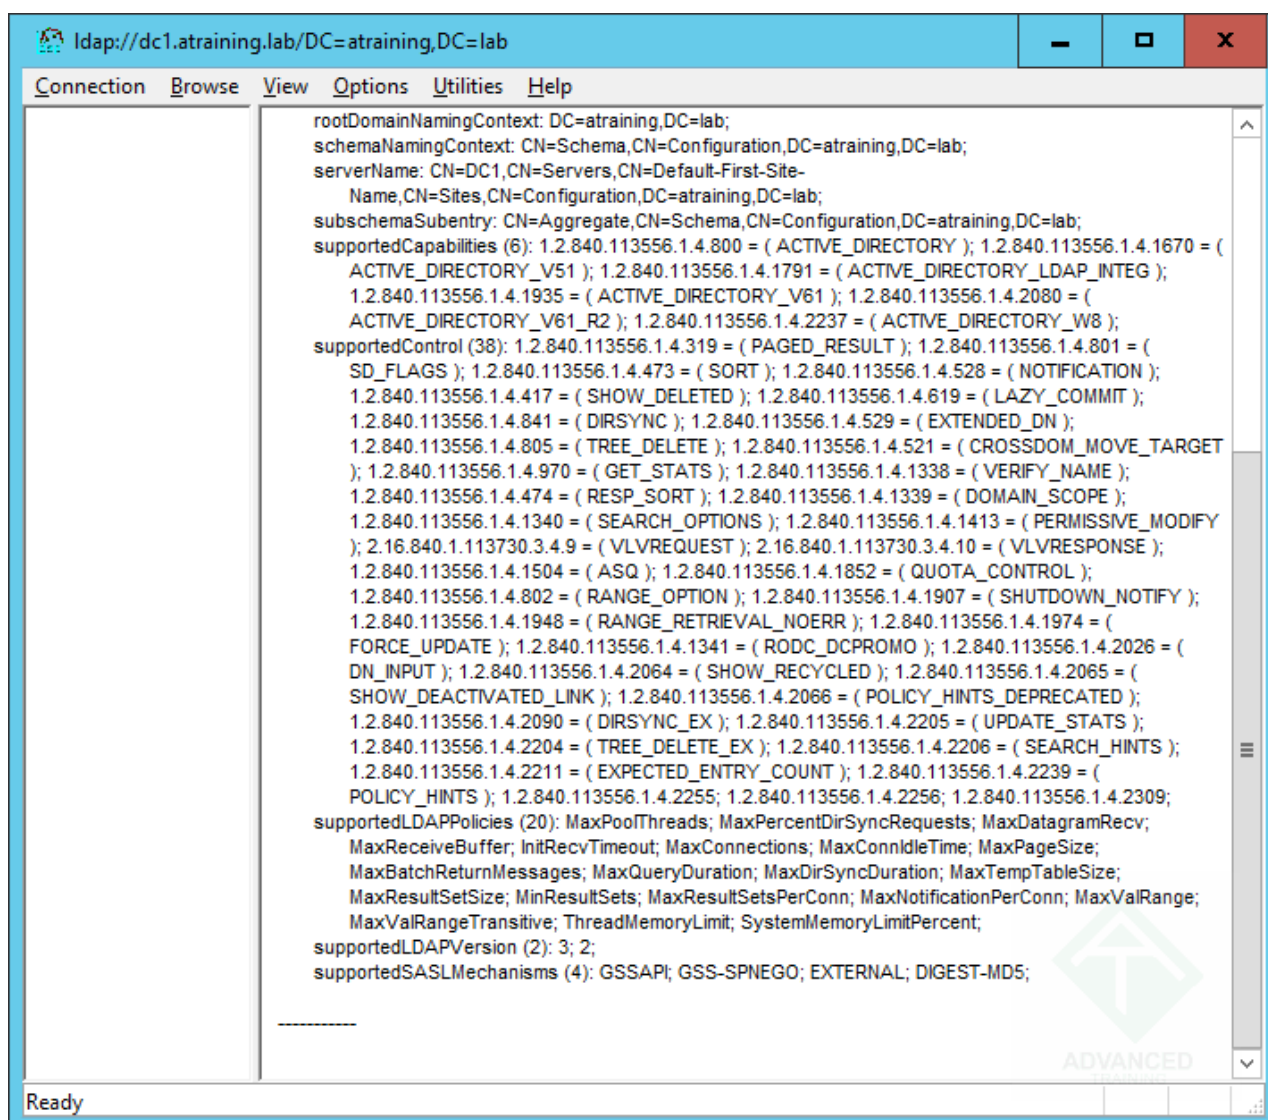 ldap://dc1.atraining.lab/DC=atraining,DC=lab
Connection Browse View Options Utilities Help
rootDomainNamingContext: DC=atraining,DC=lab;
schemaNamingContext: CN=Schema,CN=Configuration,DC=atraining,DC=lab;
serverName: CN=DC1,CN=Servers,CN=Default-First-Site-
Name,CN=Sites,CN=Configuration,DC=atraining,DC=lab;
subschemaSubentry: CN=Aggregate,CN=Schema,CN=Configuration,DC=atraining,DC=lab;
supportedCapabilities (6): 1.2.840.113556.1.4.800 = ( ACTIVE_DIRECTORY ); 1.2.840.113556.1.4.1670 = (
ACTIVE_DIRECTORY_V51 ); 1.2.840.113556.1.4.1791 = ( ACTIVE_DIRECTORY_LDAP_INTEG );
1.2.840.113556.1.4.1935 = ( ACTIVE_DIRECTORY_V61 ); 1.2.840.113556.1.4.2080 = (
ACTIVE_DIRECTORY_V61_R2 ); 1.2.840.113556.1.4.2237 = ( ACTIVE_DIRECTORY_W8 );
supportedControl (38): 1.2.840.113556.1.4.319 = ( PAGED_RESULT ); 1.2.840.113556.1.4.801 = (
SD_FLAGS ); 1.2.840.113556.1.4.473 = ( SORT ); 1.2.840.113556.1.4.528 = ( NOTIFICATION );
1.2.840.113556.1.4.417 = ( SHOW_DELETED ); 1.2.840.113556.1.4.619 = ( LAZY_COMMIT );
1.2.840.113556.1.4.841 = ( DIRSYNC ); 1.2.840.113556.1.4.529 = ( EXTENDED_DN );
1.2.840.113556.1.4.805 = ( TREE_DELETE ); 1.2.840.113556.1.4.521 = ( CROSSDOM_MOVE_TARGET
); 1.2.840.113556.1.4.970 = ( GET_STATS ); 1.2.840.113556.1.4.1338 = ( VERIFY_NAME );
1.2.840.113556.1.4.474 = ( RESP_SORT ); 1.2.840.113556.1.4.1339 = ( DOMAIN_SCOPE );
1.2.840.113556.1.4.1340 = ( SEARCH_OPTIONS ); 1.2.840.113556.1.4.1413 = ( PERMISSIVE_MODIFY
); 2.16.840.1.113730.3.4.9 = ( VLVREQUEST ); 2.16.840.1.113730.3.4.10 = ( VLVRESPONSE );
1.2.840.113556.1.4.1504 = ( ASQ ); 1.2.840.113556.1.4.1852 = ( QUOTA_CONTROL );
1.2.840.113556.1.4.802 = ( RANGE_OPTION ); 1.2.840.113556.1.4.1907 = ( SHUTDOWN_NOTIFY );
1.2.840.113556.1.4.1948 = ( RANGE_RETRIEVAL_NOERR ); 1.2.840.113556.1.4.1974 = (
FORCE_UPDATE ); 1.2.840.113556.1.4.1341 = ( RODC_DCPROMO ); 1.2.840.113556.1.4.2026 = (
DN_INPUT ); 1.2.840.113556.1.4.2064 = ( SHOW_RECYCLED ); 1.2.840.113556.1.4.2065 = (
SHOW_DEACTIVATED_LINK ); 1.2.840.113556.1.4.2066 = ( POLICY_HINTS_DEPRECATED );
1.2.840.113556.1.4.2090 = ( DIRSYNC_EX ); 1.2.840.113556.1.4.2205 = ( UPDATE_STATS );
1.2.840.113556.1.4.2204 = ( TREE_DELETE_EX ); 1.2.840.113556.1.4.2206 = ( SEARCH_HINTS );
1.2.840.113556.1.4.2211 = ( EXPECTED_ENTRY_COUNT ); 1.2.840.113556.1.4.2239 = (
POLICY_HINTS ); 1.2.840.113556.1.4.2255; 1.2.840.113556.1.4.2256; 1.2.840.113556.1.4.2309;
supportedLDAPPolicies (20): MaxPoolThreads; MaxPercentDirSyncRequests; MaxDatagramRecv;
MaxReceiveBuffer; InitRecvTimeout; MaxConnections; MaxConnIdleTime; MaxPageSize;
MaxBatchReturnMessages; MaxQueryDuration; MaxDirSyncDuration; MaxTempTableSize;
MaxResultSetSize; MinResultSets; MaxResultSetsPerConn; MaxNotificationPerConn; MaxValRange;
MaxValRangeTransitive; ThreadMemoryLimit; SystemMemoryLimitPercent;
supportedLDAPVersion (2): 3; 2;
supportedSASLMechanisms (4): GSSAPI; GSS-SPNEGO; EXTERNAL; DIGEST-MD5;
-----------
ADVANCED
TRAINING
Ready